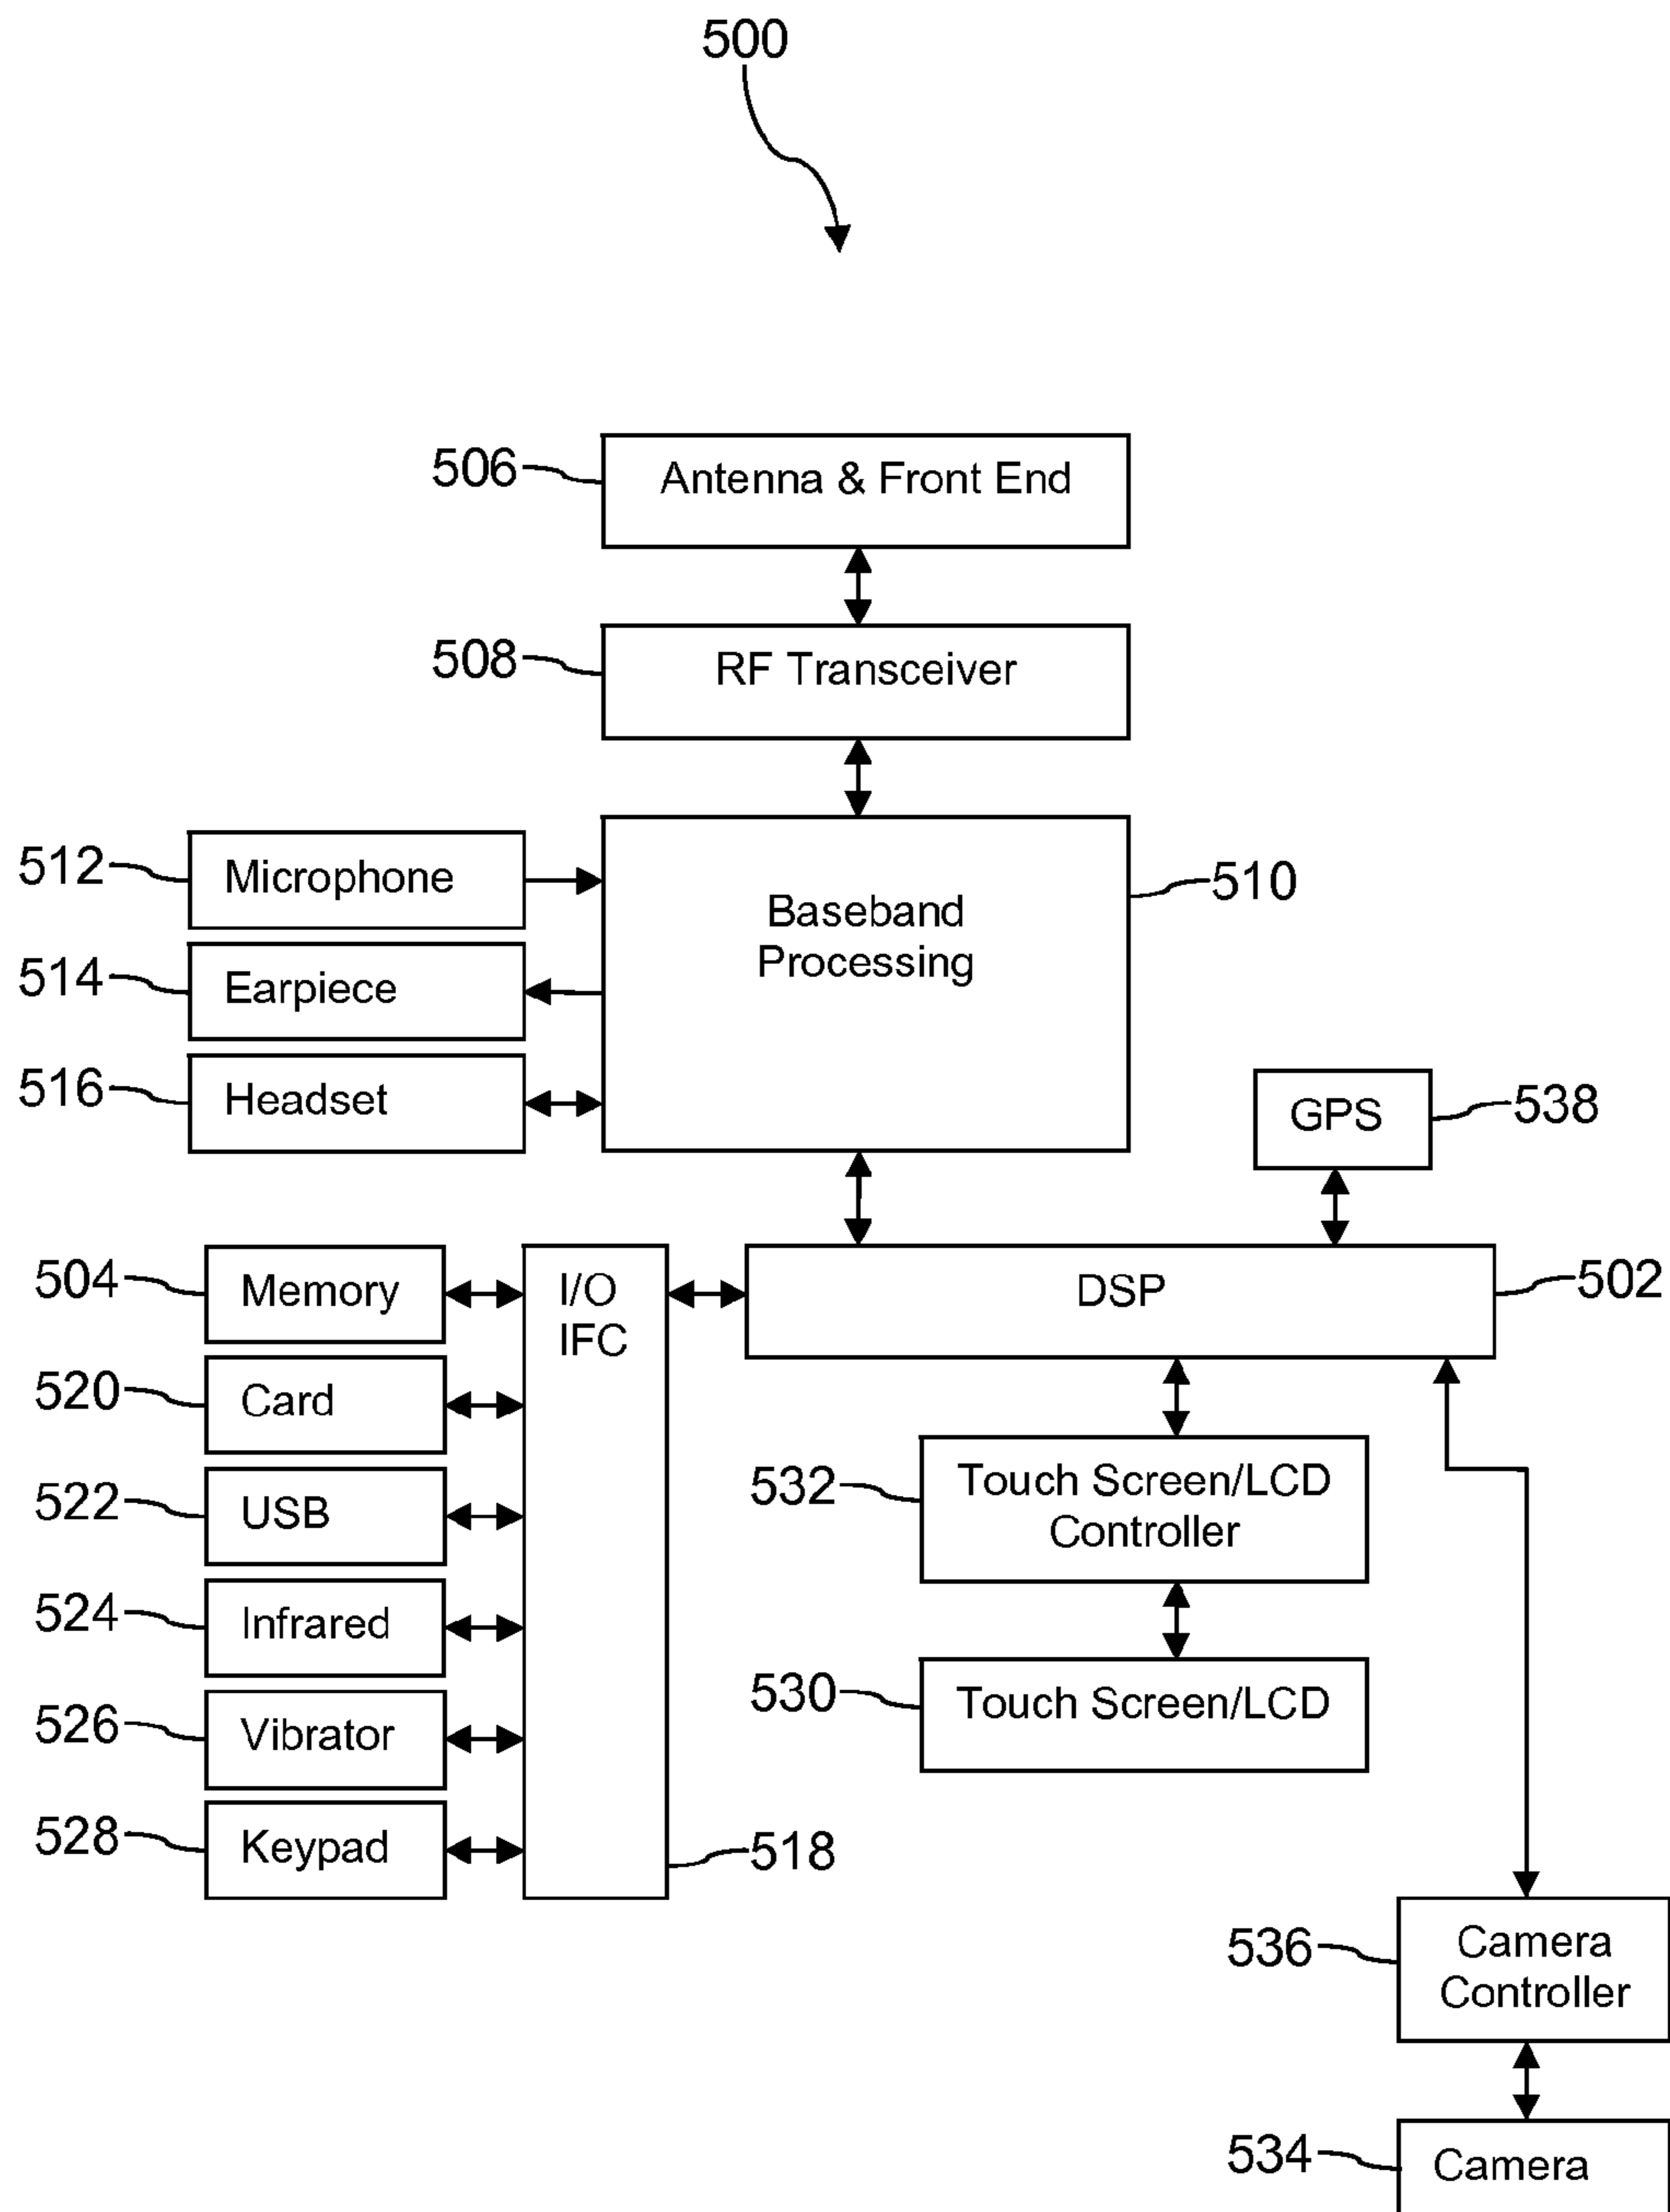 500
506
Antenna & Front End
508
RF Transceiver
512
Microphone
Baseband
Processing
510
514
Earpiece
516
Headset
GPS
538
504
Memory
I/O
IFC
DSP
502
520
Card
522
USB
532
Touch Screen/LCD
Controller
524
Infrared
530
Touch Screen/LCD
526
Vibrator
528
Keypad
518
536
Camera
Controller
534
Camera